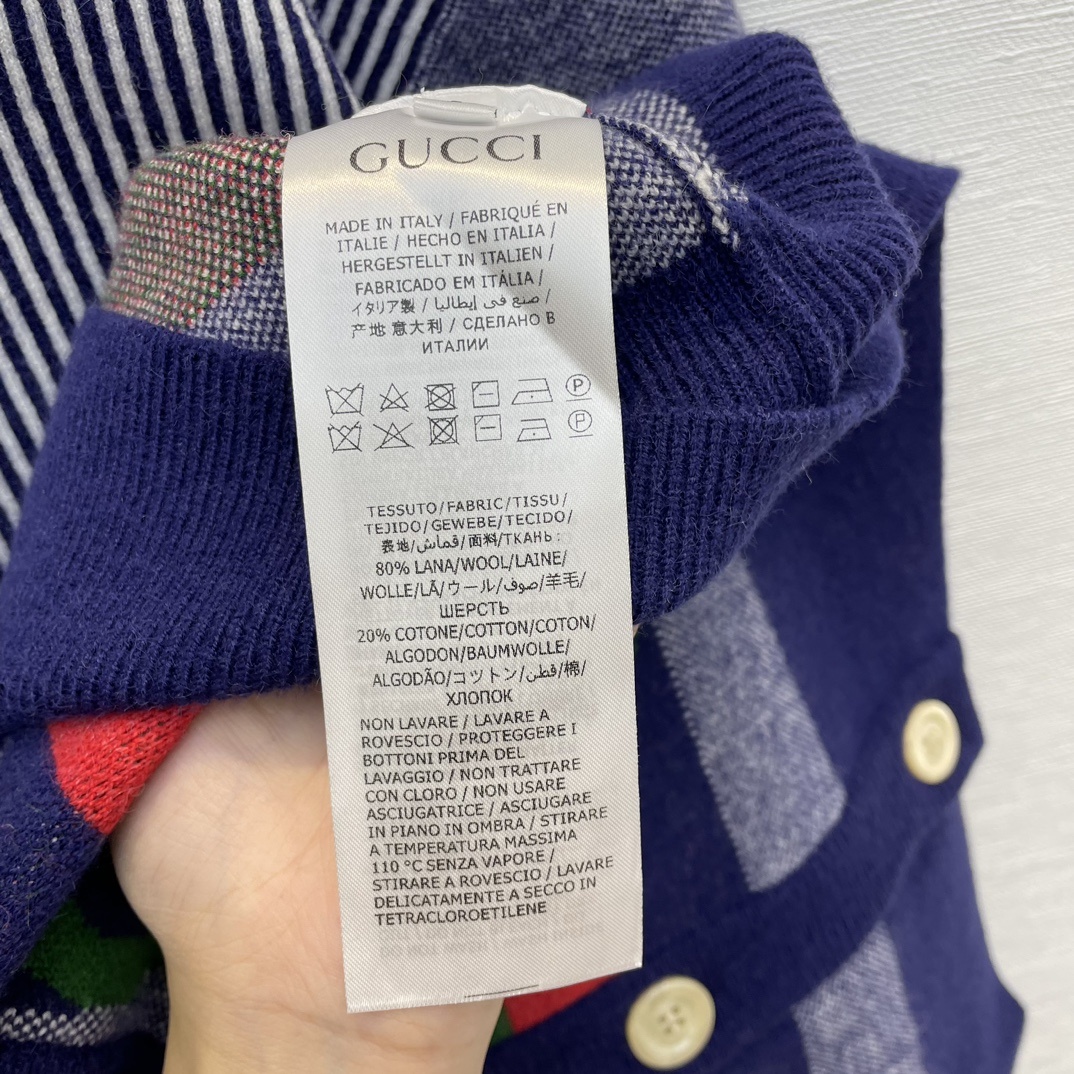 GUCCI
MADE IN ITALY / FABRIQUÉ EN
ITALIE / HECHO EN ITALIA /
HERGESTELLT IN ITALIEN /
FABRICADO EM ITÁLIA /
イタリア製 / صنع في إيطاليا /
产地 意大利 / СДЕЛАНО В
ИТАЛИИ
P
P
TESSUTO/FABRIC/TISSU/
TEJIDO/GEWEBE/TECIDO/
表地/قماش/面料/ТКАНЬ:
80% LANA/WOOL/LAINE/
WOLLE/LÃ/ウール/صوف/羊毛/
ШЕРСТЬ
20% COTONE/COTTON/COTON/
ALGODON/BAUMWOLLE/
ALGODÃO/コットン/قطن/棉/
ХЛОПОК
NON LAVARE / LAVARE A
ROVESCIO / PROTEGGERE I
BOTTONI PRIMA DEL
LAVAGGIO / NON TRATTARE
CON CLORO / NON USARE
ASCIUGATRICE / ASCIUGARE
IN PIANO IN OMBRA / STIRARE
A TEMPERATURA MASSIMA
110 °C SENZA VAPORE /
STIRARE A ROVESCIO / LAVARE
DELICATAMENTE A SECCO IN
TETRACLOROETILENE